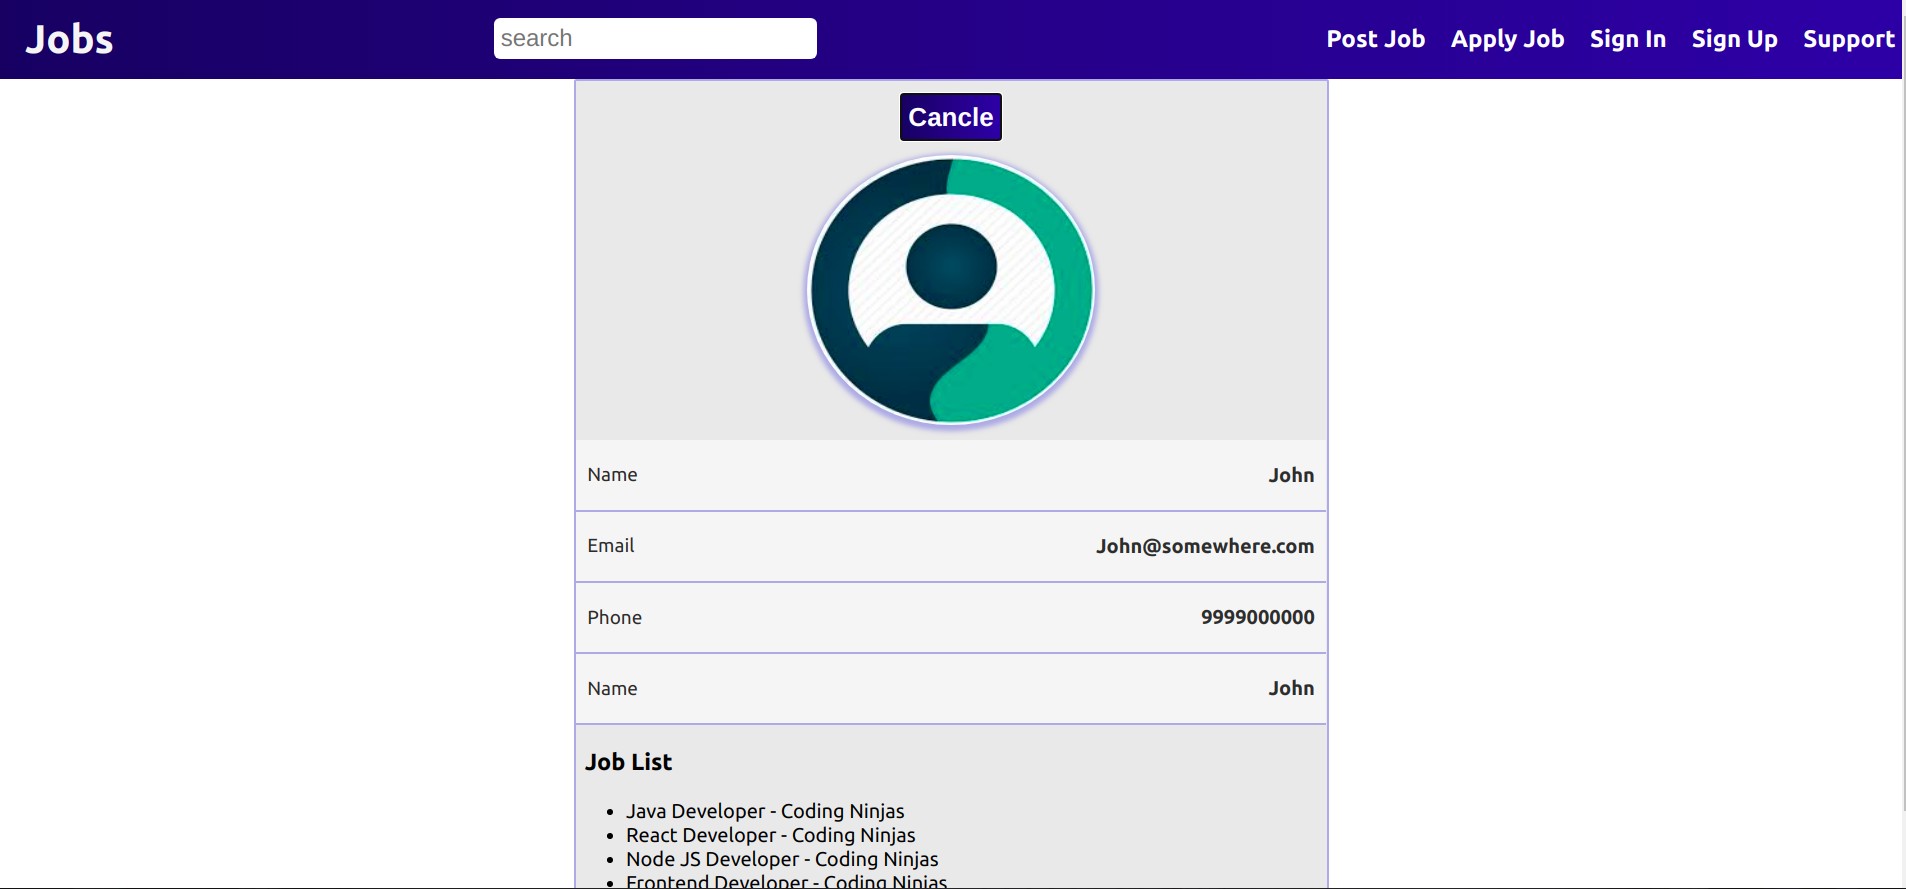 Jobs search Post Job Apply Job Sign In Sign Up Support
Cancle
Name John
Email John@somewhere.com
Phone 9999000000
Name John
Job List
• Java Developer - Coding Ninjas
• React Developer - Coding Ninjas
• Node JS Developer - Coding Ninjas
• Frontend Developer - Coding Ninjas